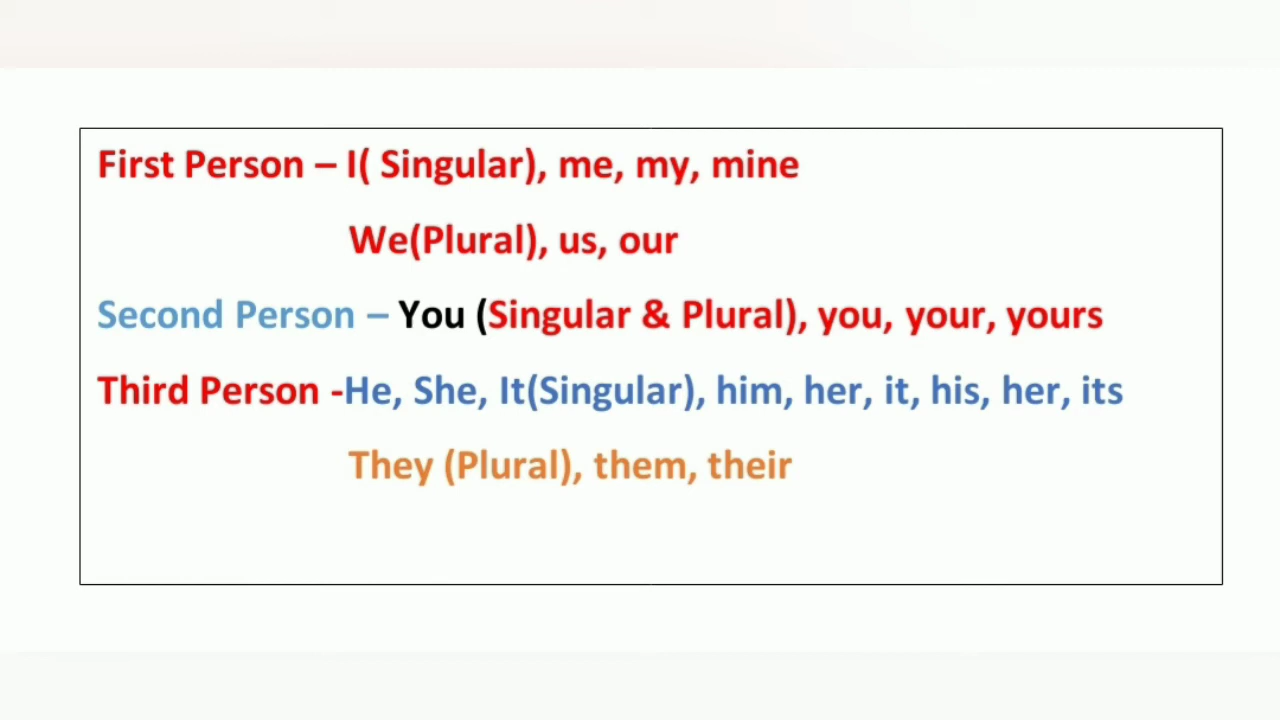 First Person – I( Singular), me, my, mine
We(Plural), us, our
Second Person – You (Singular & Plural), you, your, yours
Third Person -He, She, It(Singular), him, her, it, his, her, its
They (Plural), them, their